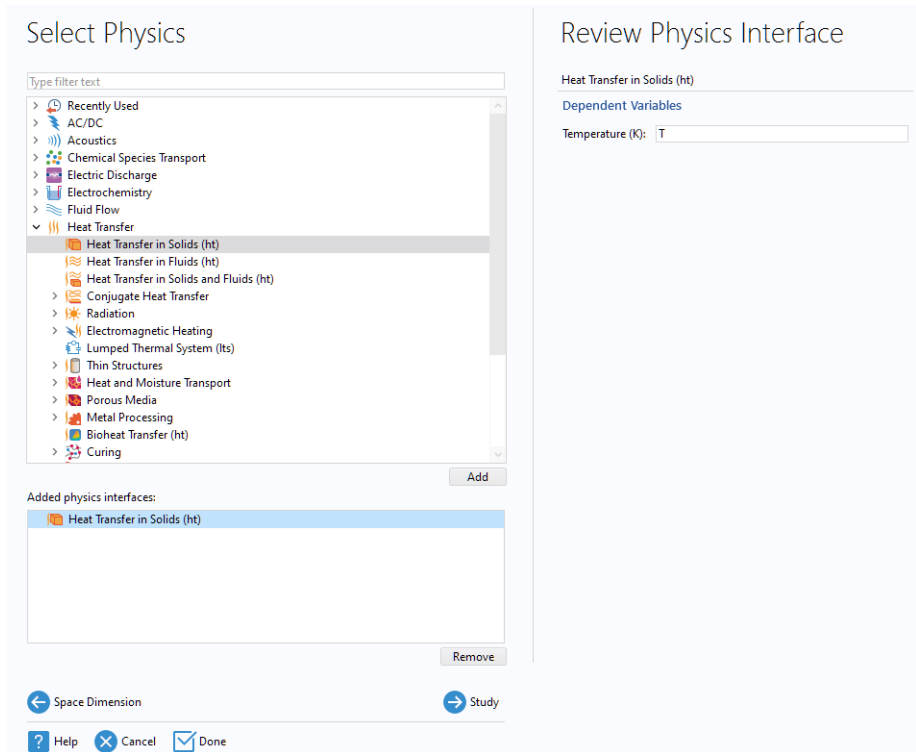 Select Physics
Type filter text
Recently Used
AC/DC
Acoustics
Chemical Species Transport
Electric Discharge
Electrochemistry
Fluid Flow
Heat Transfer
Heat Transfer in Solids (ht)
Heat Transfer in Fluids (ht)
Heat Transfer in Solids and Fluids (ht)
Conjugate Heat Transfer
Radiation
Electromagnetic Heating
Lumped Thermal System (lts)
Thin Structures
Heat and Moisture Transport
Porous Media
Metal Processing
Bioheat Transfer (ht)
Curing
Add
Added physics interfaces:
Heat Transfer in Solids (ht)
Remove
Space Dimension
Study
? Help
Cancel
Done
Review Physics Interface
Heat Transfer in Solids (ht)
Dependent Variables
Temperature (K): T